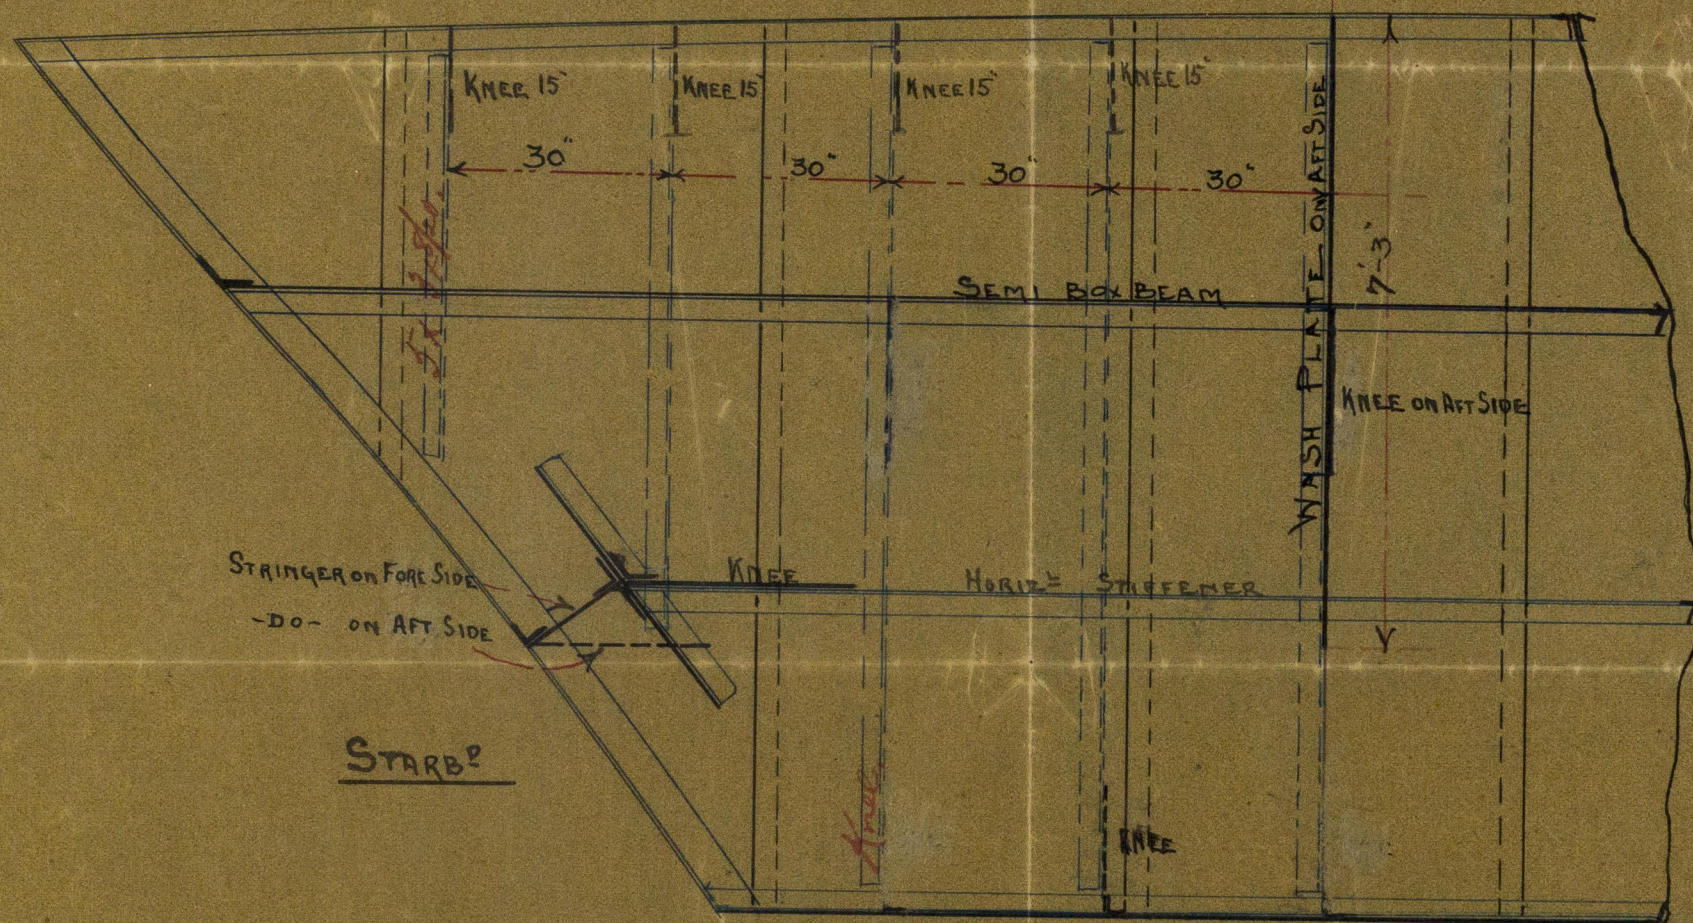 KNEE 15"
KNEE 15"
KNEE 15"
KNEE 15"
30"
30"
30"
30"
WASH PLATE ON AFT SIDE
7'-3"
SEMI BOX BEAM
KNEE ON AFT SIDE
STRINGER ON FORE SIDE
-DO- ON AFT SIDE
KNEE
HORIZL STIFFENER
STARBD
Knee
KNEE